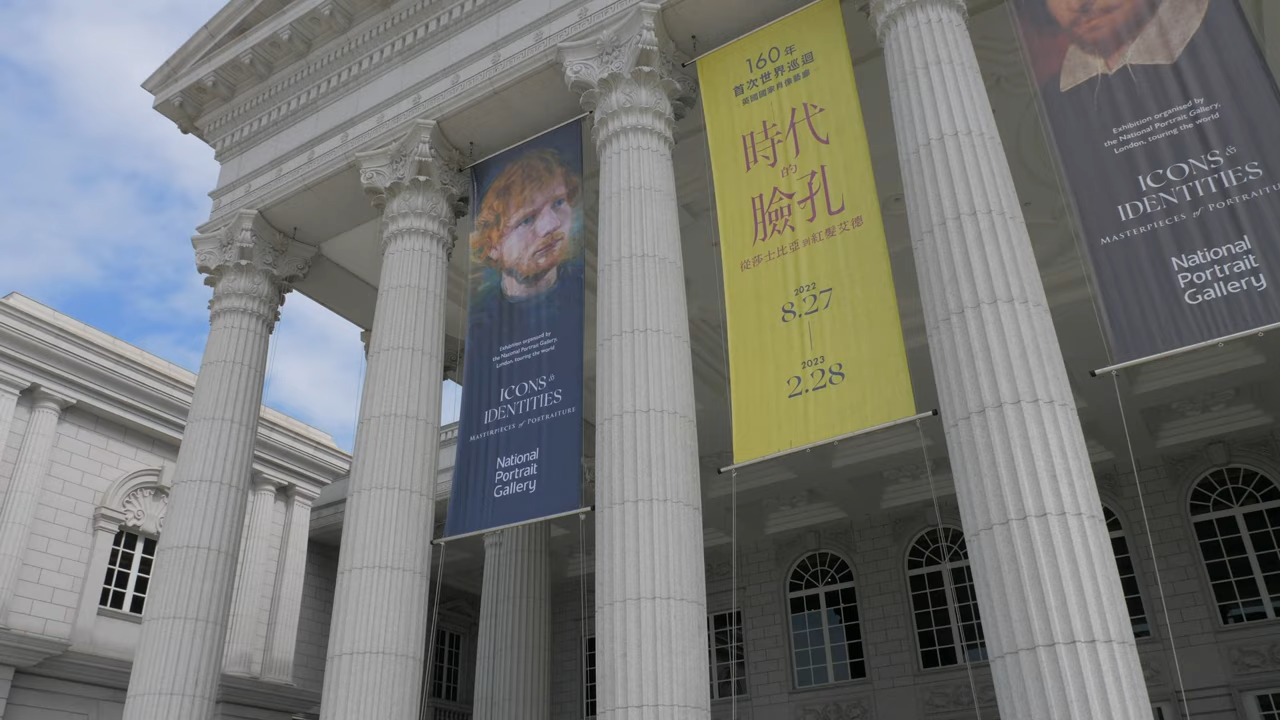 Exhibition organised by
the National Portrait Gallery,
London, touring the world
ICONS &
IDENTITIES
MASTERPIECES of PORTRAITURE
National
Portrait
Gallery
160年
首次世界巡迴
英國國家肖像藝廊
時代
的
臉孔
從莎士比亞到紅髮艾德
2022
8.27
2023
2.28
Exhibition organised by
the National Portrait Gallery,
London, touring the world
ICONS &
IDENTITIES
MASTERPIECES of PORTRAITU
National
Portrait
Gallery